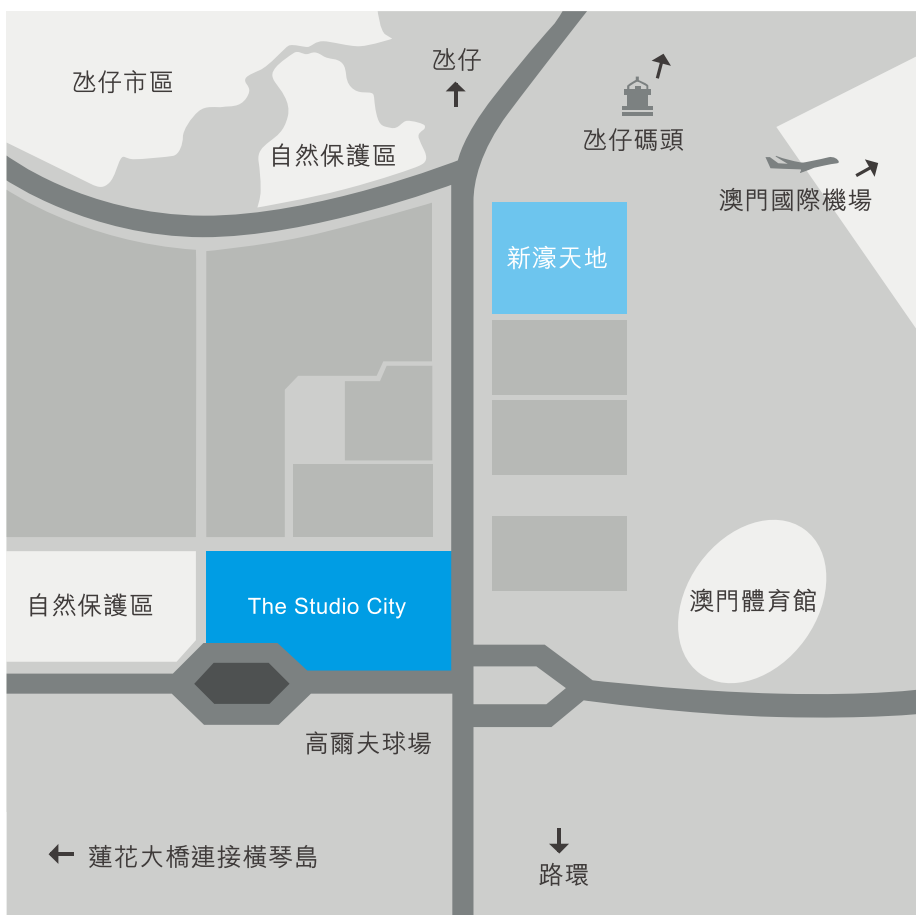 氹仔
氹仔市區
氹仔碼頭
自然保護區
澳門國際機場
新濠天地
自然保護區
The Studio City
澳門體育館
高爾夫球場
蓮花大橋連接橫琴島
路環